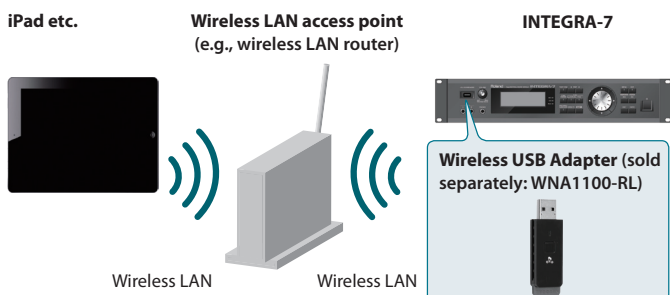 iPad etc.
Wireless LAN access point
(e.g., wireless LAN router)
INTEGRA-7
Wireless USB Adapter (sold
separately: WNA1100-RL)
Wireless LAN
Wireless LAN